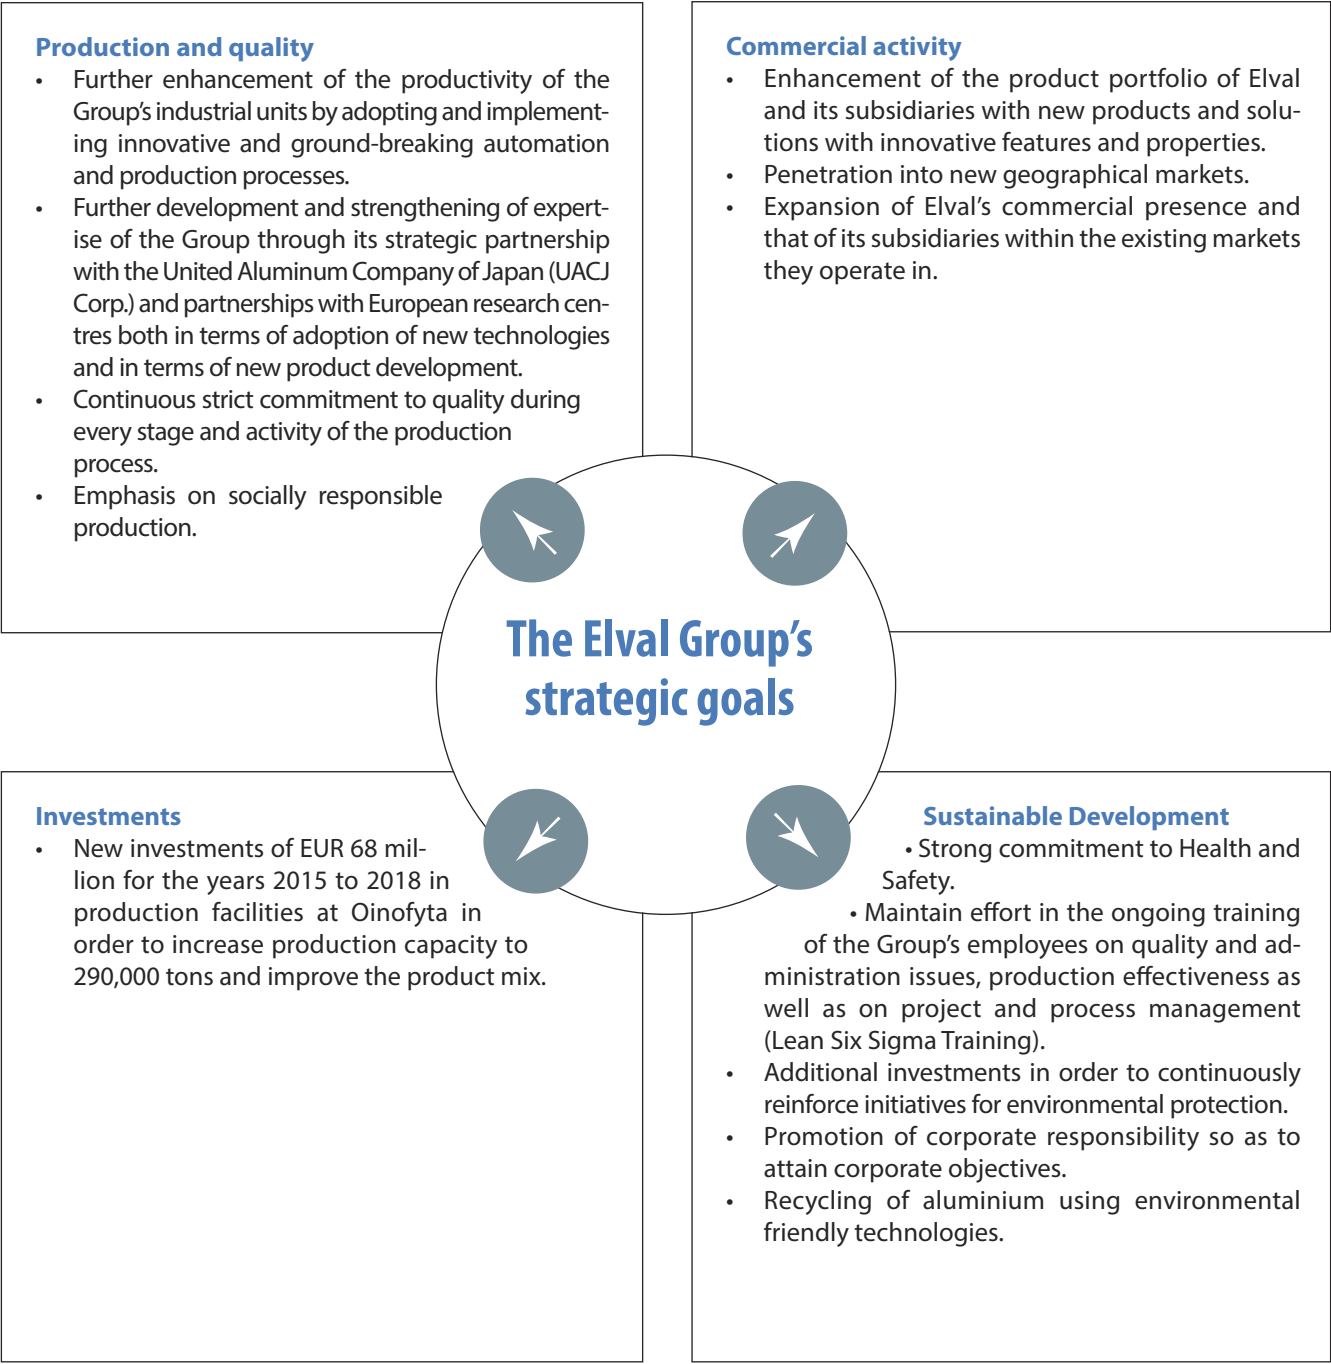 Production and quality
• Further enhancement of the productivity of the
Group's industrial units by adopting and implement-
ing innovative and ground-breaking automation
and production processes.
• Further development and strengthening of expert-
ise of the Group through its strategic partnership
with the United Aluminum Company of Japan (UACJ
Corp.) and partnerships with European research cen-
tres both in terms of adoption of new technologies
and in terms of new product development.
• Continuous strict commitment to quality during
every stage and activity of the production
process.
• Emphasis on socially responsible
production.
Commercial activity
• Enhancement of the product portfolio of Elval
and its subsidiaries with new products and solu-
tions with innovative features and properties.
• Penetration into new geographical markets.
• Expansion of Elval's commercial presence and
that of its subsidiaries within the existing markets
they operate in.
The Elval Group's
strategic goals
Investments
• New investments of EUR 68 mil-
lion for the years 2015 to 2018 in
production facilities at Oinofyta in
order to increase production capacity to
290,000 tons and improve the product mix.
Sustainable Development
• Strong commitment to Health and
Safety.
• Maintain effort in the ongoing training
of the Group's employees on quality and ad-
ministration issues, production effectiveness as
well as on project and process management
(Lean Six Sigma Training).
• Additional investments in order to continuously
reinforce initiatives for environmental protection.
• Promotion of corporate responsibility so as to
attain corporate objectives.
• Recycling of aluminium using environmental
friendly technologies.